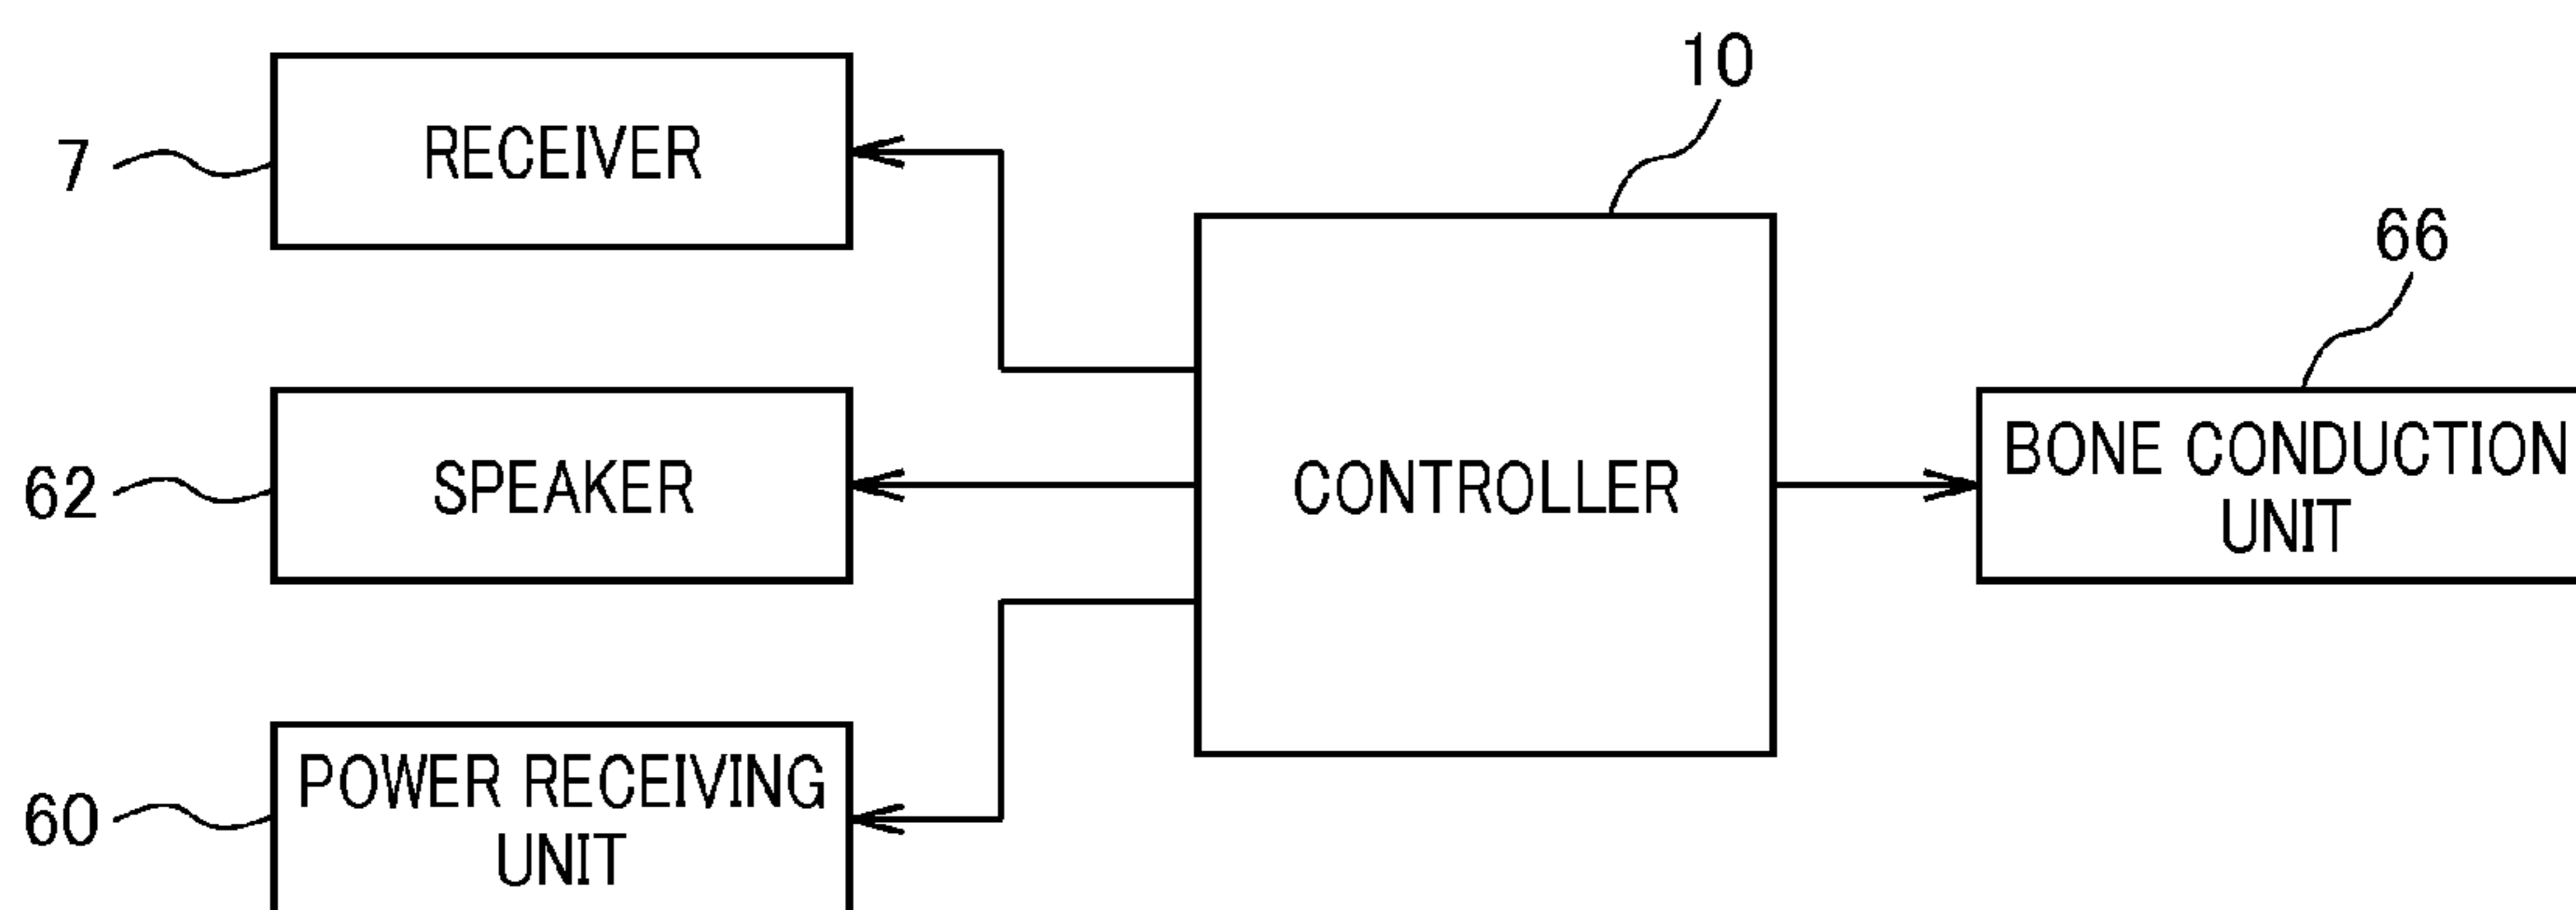 10
7
RECEIVER
66
62
SPEAKER
CONTROLLER
BONE CONDUCTION
UNIT
60
POWER RECEIVING
UNIT